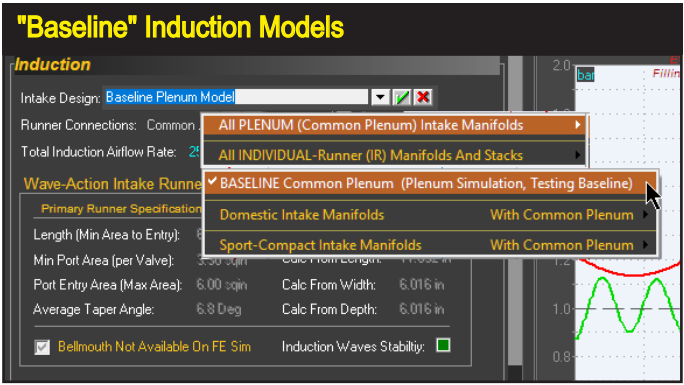 "Baseline" Induction Models
Induction
2.0
bar
Fillin
Intake Design: Baseline Plenum Model
Runner Connections: Common
All PLENUM (Common Plenum) Intake Manifolds
Total Induction Airflow Rate:
All INDIVIDUAL-Runner (IR) Manifolds And Stacks
Wave-Action Intake Runne
BASELINE Common Plenum (Plenum Simulation, Testing Baseline)
Primary Runner Specification
Domestic Intake Manifolds With Common Plenum
Length (Min Area to Entry):
Sport-Compact Intake Manifolds With Common Plenum
Min Port Area (per Valve):
1.2
Port Entry Area (Max Area): 6.00 sqin Calc From Width: 6.016 in
Average Taper Angle: 6.8 Deg Calc From Depth: 6.016 in
1.0
Bellmouth Not Available On FE Sim Induction Waves Stabiltiy:
0.8